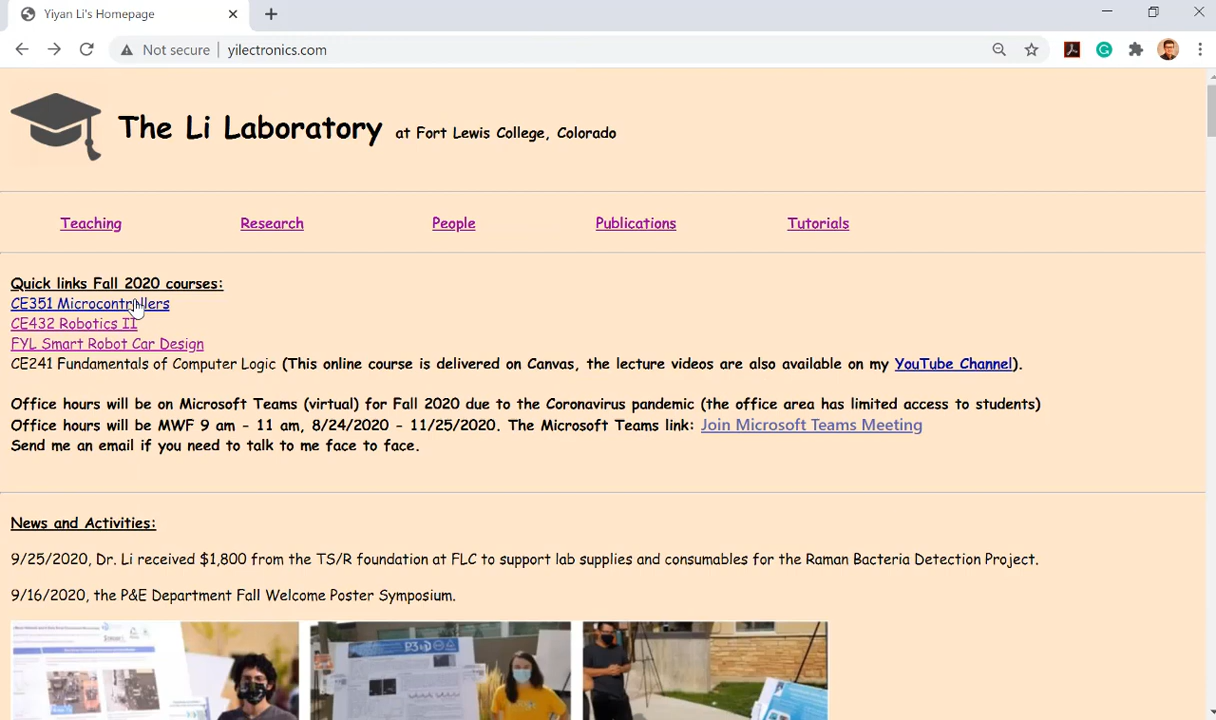 Yiyan Li's Homepage
Not secure
yilectronics.com
The Li Laboratory at Fort Lewis College, Colorado
Teaching
Research
People
Publications
Tutorials
Quick links Fall 2020 courses:
CE351 Microcontrollers
CE432 Robotics II
FYL Smart Robot Car Design
CE241 Fundamentals of Computer Logic (This online course is delivered on Canvas, the lecture videos are also available on my YouTube Channel).
Office hours will be on Microsoft Teams (virtual) for Fall 2020 due to the Coronavirus pandemic (the office area has limited access to students)
Office hours will be MWF 9 am - 11 am, 8/24/2020 - 11/25/2020. The Microsoft Teams link: Join Microsoft Teams Meeting
Send me an email if you need to talk to me face to face.
News and Activities:
9/25/2020, Dr. Li received $1,800 from the TS/R foundation at FLC to support lab supplies and consumables for the Raman Bacteria Detection Project.
9/16/2020, the P&E Department Fall Welcome Poster Symposium.